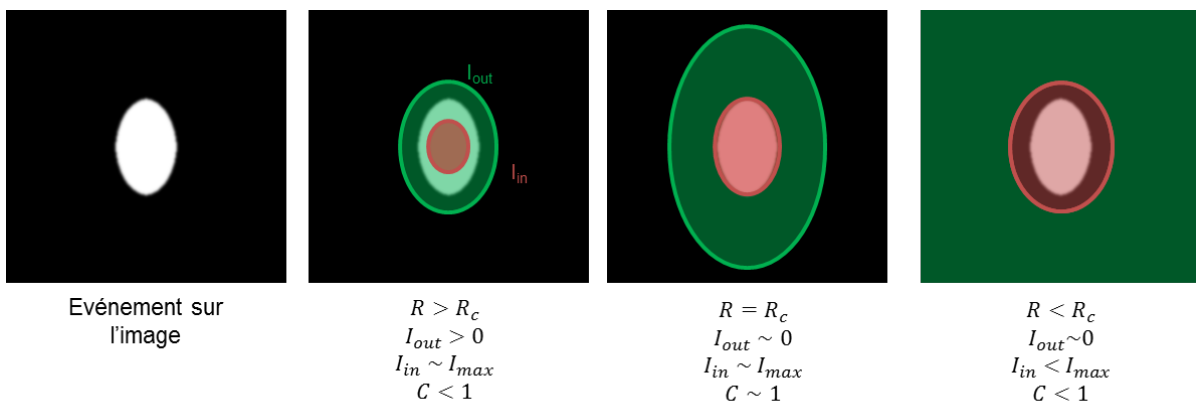 I_out
I_in
Evénement sur
l'image
R > R_c
I_out > 0
I_in ~ I_max
C < 1
R = R_c
I_out ~ 0
I_in ~ I_max
C ~ 1
R < R_c
I_out~0
I_in < I_max
C < 1